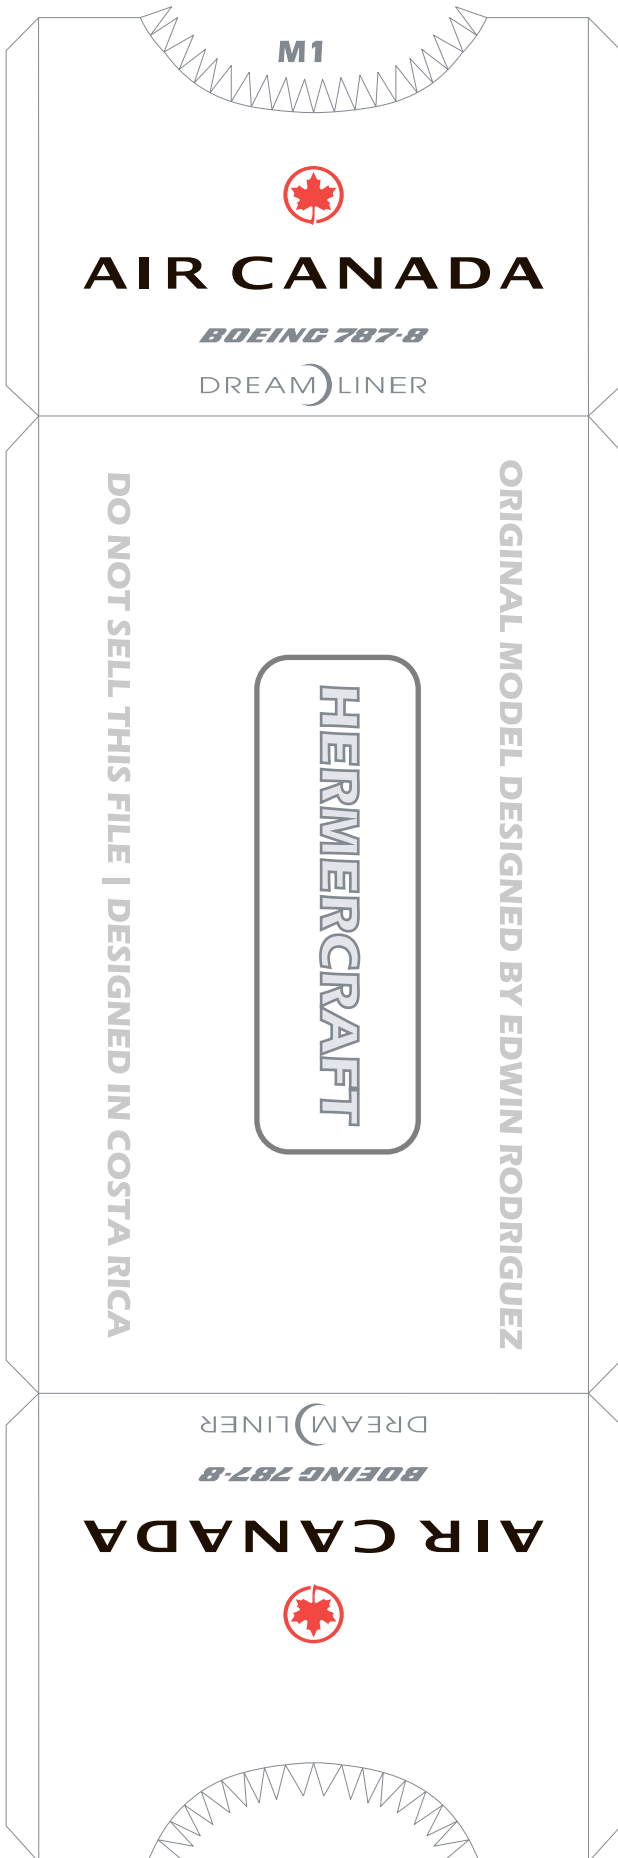 M1
AIR CANADA
BOEING 787-8
DREAMLINER
ORIGINAL MODEL DESIGNED BY EDWIN RODRIGUEZ
HERMERCRAFT
DO NOT SELL THIS FILE | DESIGNED IN COSTA RICA
DREAMLINER
BOEING 787-8
AIR CANADA